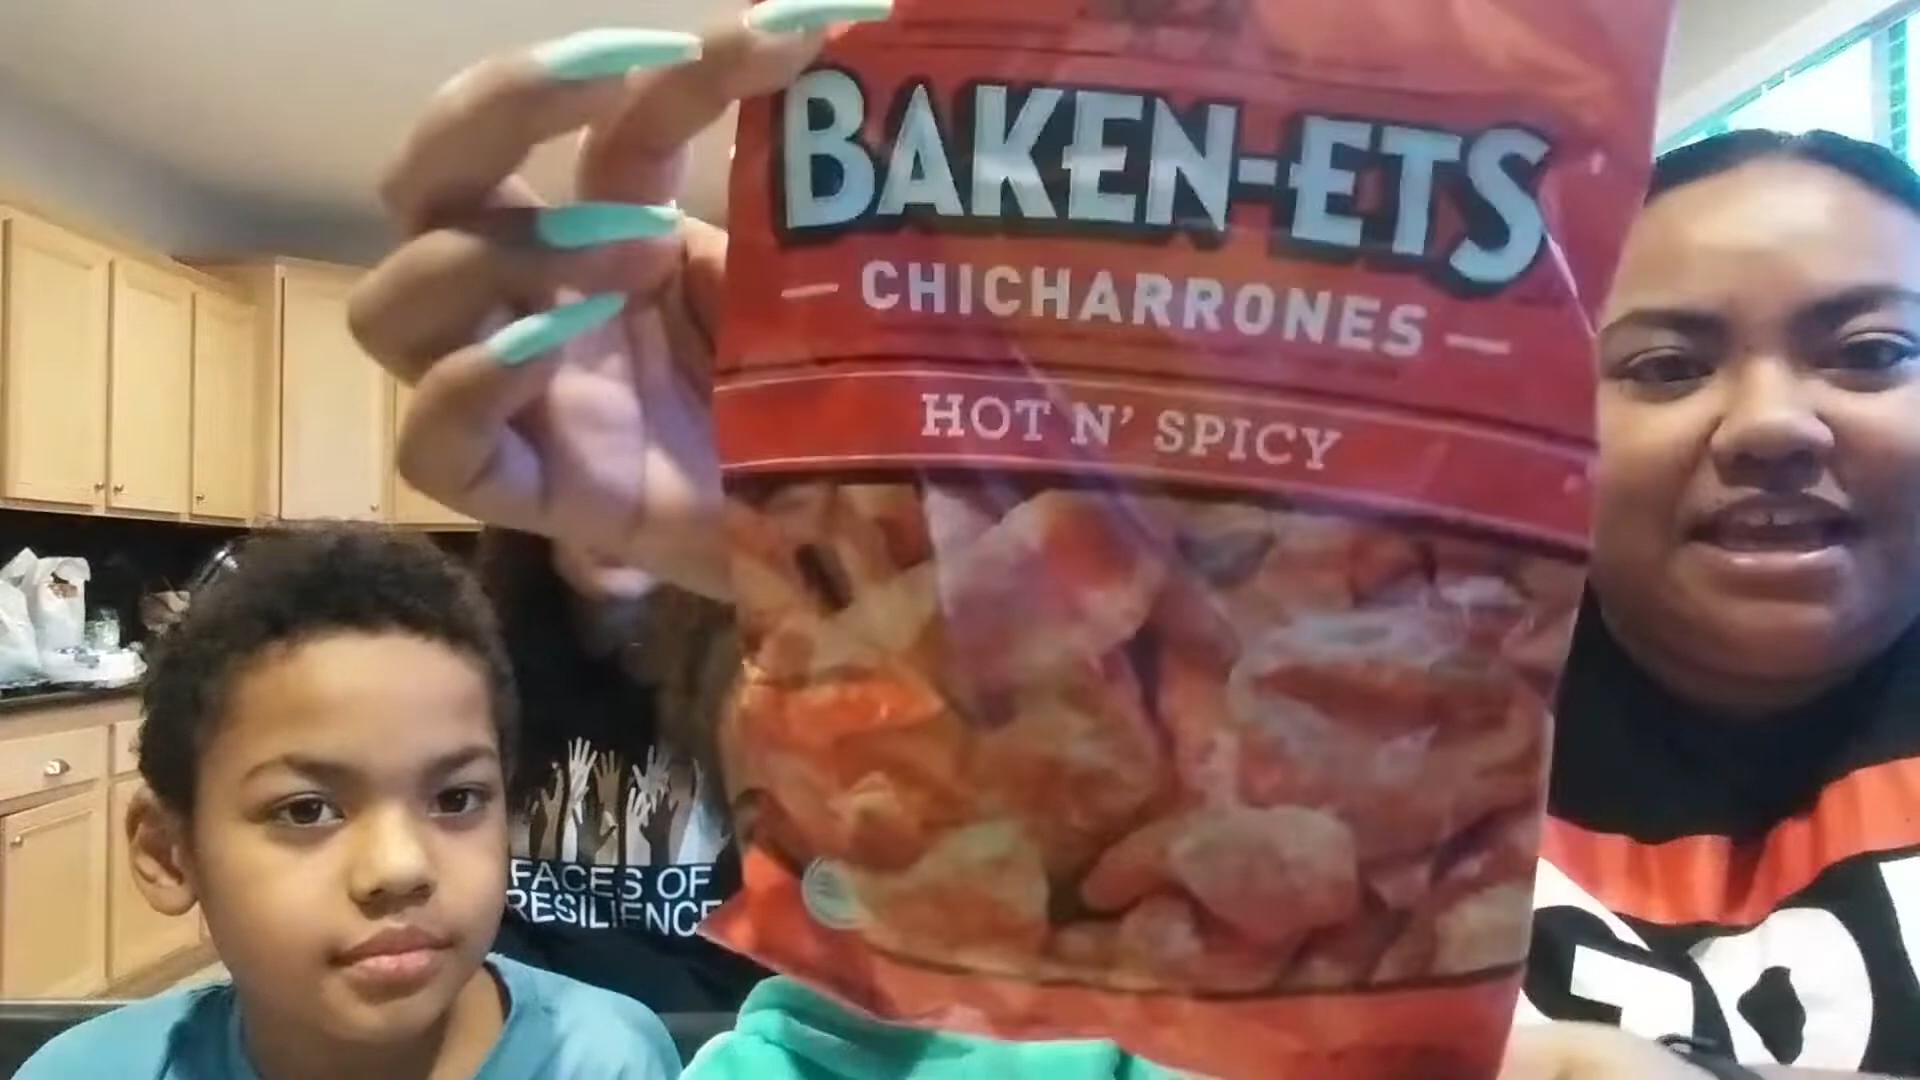 BAKEN-ETS
CHICHARRONES
HOT N' SPICY
FACES OF
RESILIENCE